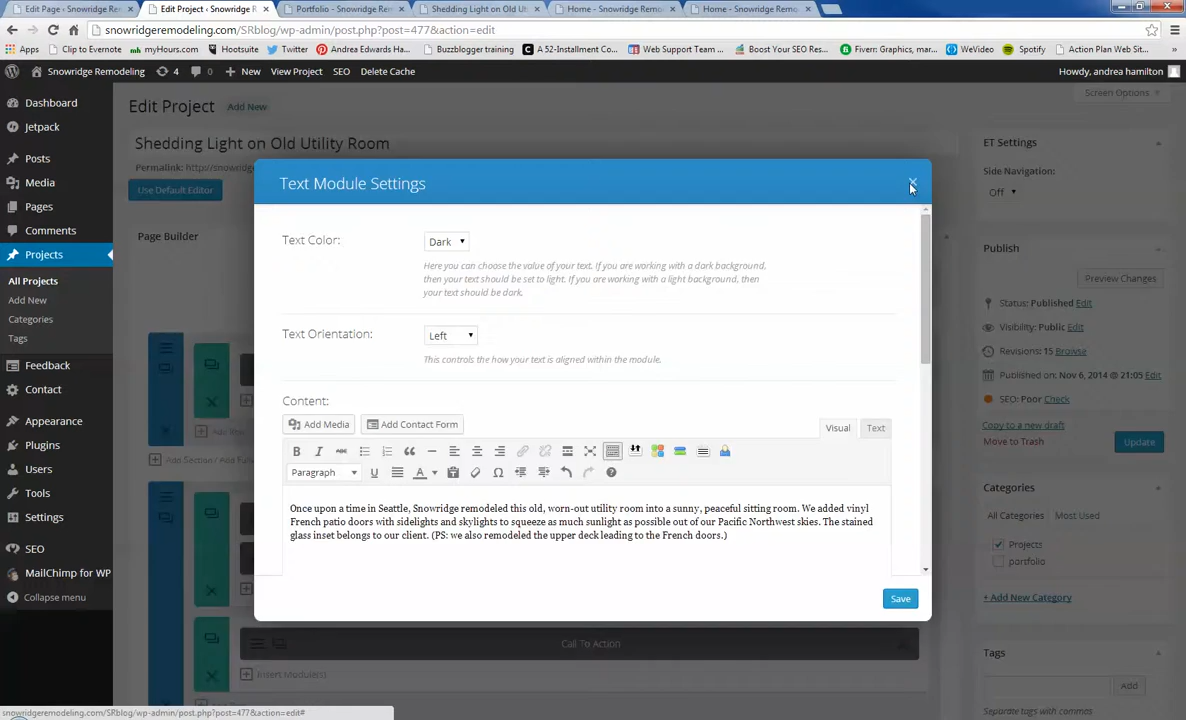 Edit Page ‹ Snowridge Re
Edit Project ‹ Snowridge R
Portfolio - Snowridge Rem
Shedding Light on Old Ut
Home - Snowridge Remo
Home - Snowridge Remo
snowridgeremodeling.com/SRblog/wp-admin/post.php?post=477&action=edit
Apps Clip to Evernote myHours.com Hootsuite Twitter Andrea Edwards Ha Buzzblogger training A 52-Installment Co Web Support Team Boost Your SEO Res Fiverr: Graphics, mar WeVideo Spotify Action Plan Web Sit
Snowridge Remodeling 4 0 New View Project SEO Delete Cache Howdy, andrea hamilton
Dashboard
Jetpack
Posts
Media
Pages
Comments
Projects
All Projects
Add New
Categories
Tags
Feedback
Contact
Appearance
Plugins
Users
Tools
Settings
SEO
MailChimp for WP
Collapse menu
Edit Project Add New
Screen Options
Shedding Light on Old Utility Room
Permalink: http://snowridge
Use Default Editor
Page Builder
Add Section
Text Module Settings
Text Color:
Dark
Here you can choose the value of your text. If you are working with a dark background,
then your text should be set to light. If you are working with a light background, then
your text should be dark.
Text Orientation:
Left
This controls the how your text is aligned within the module.
Content:
Add Media Add Contact Form
Visual Text
Paragraph
Once upon a time in Seattle, Snowridge remodeled this old, worn-out utility room into a sunny, peaceful sitting room. We added vinyl
French patio doors with sidelights and skylights to squeeze as much sunlight as possible out of our Pacific Northwest skies. The stained
glass inset belongs to our client. (PS: we also remodeled the upper deck leading to the French doors.)
Save
Call To Action
Insert Module(s)
ET Settings
Side Navigation:
Off
Publish
Preview Changes
Status: Published Edit
Visibility: Public Edit
Revisions: 15 Browse
Published on: Nov 6, 2014 @ 21:05 Edit
SEO: Poor Check
Copy to a new draft
Move to Trash
Update
Categories
All Categories Most Used
Projects
portfolio
+ Add New Category
Tags
Add
Separate tags with commas
snowridgeremodeling.com/SRblog/wp-admin/post.php?post=477&action=edit#